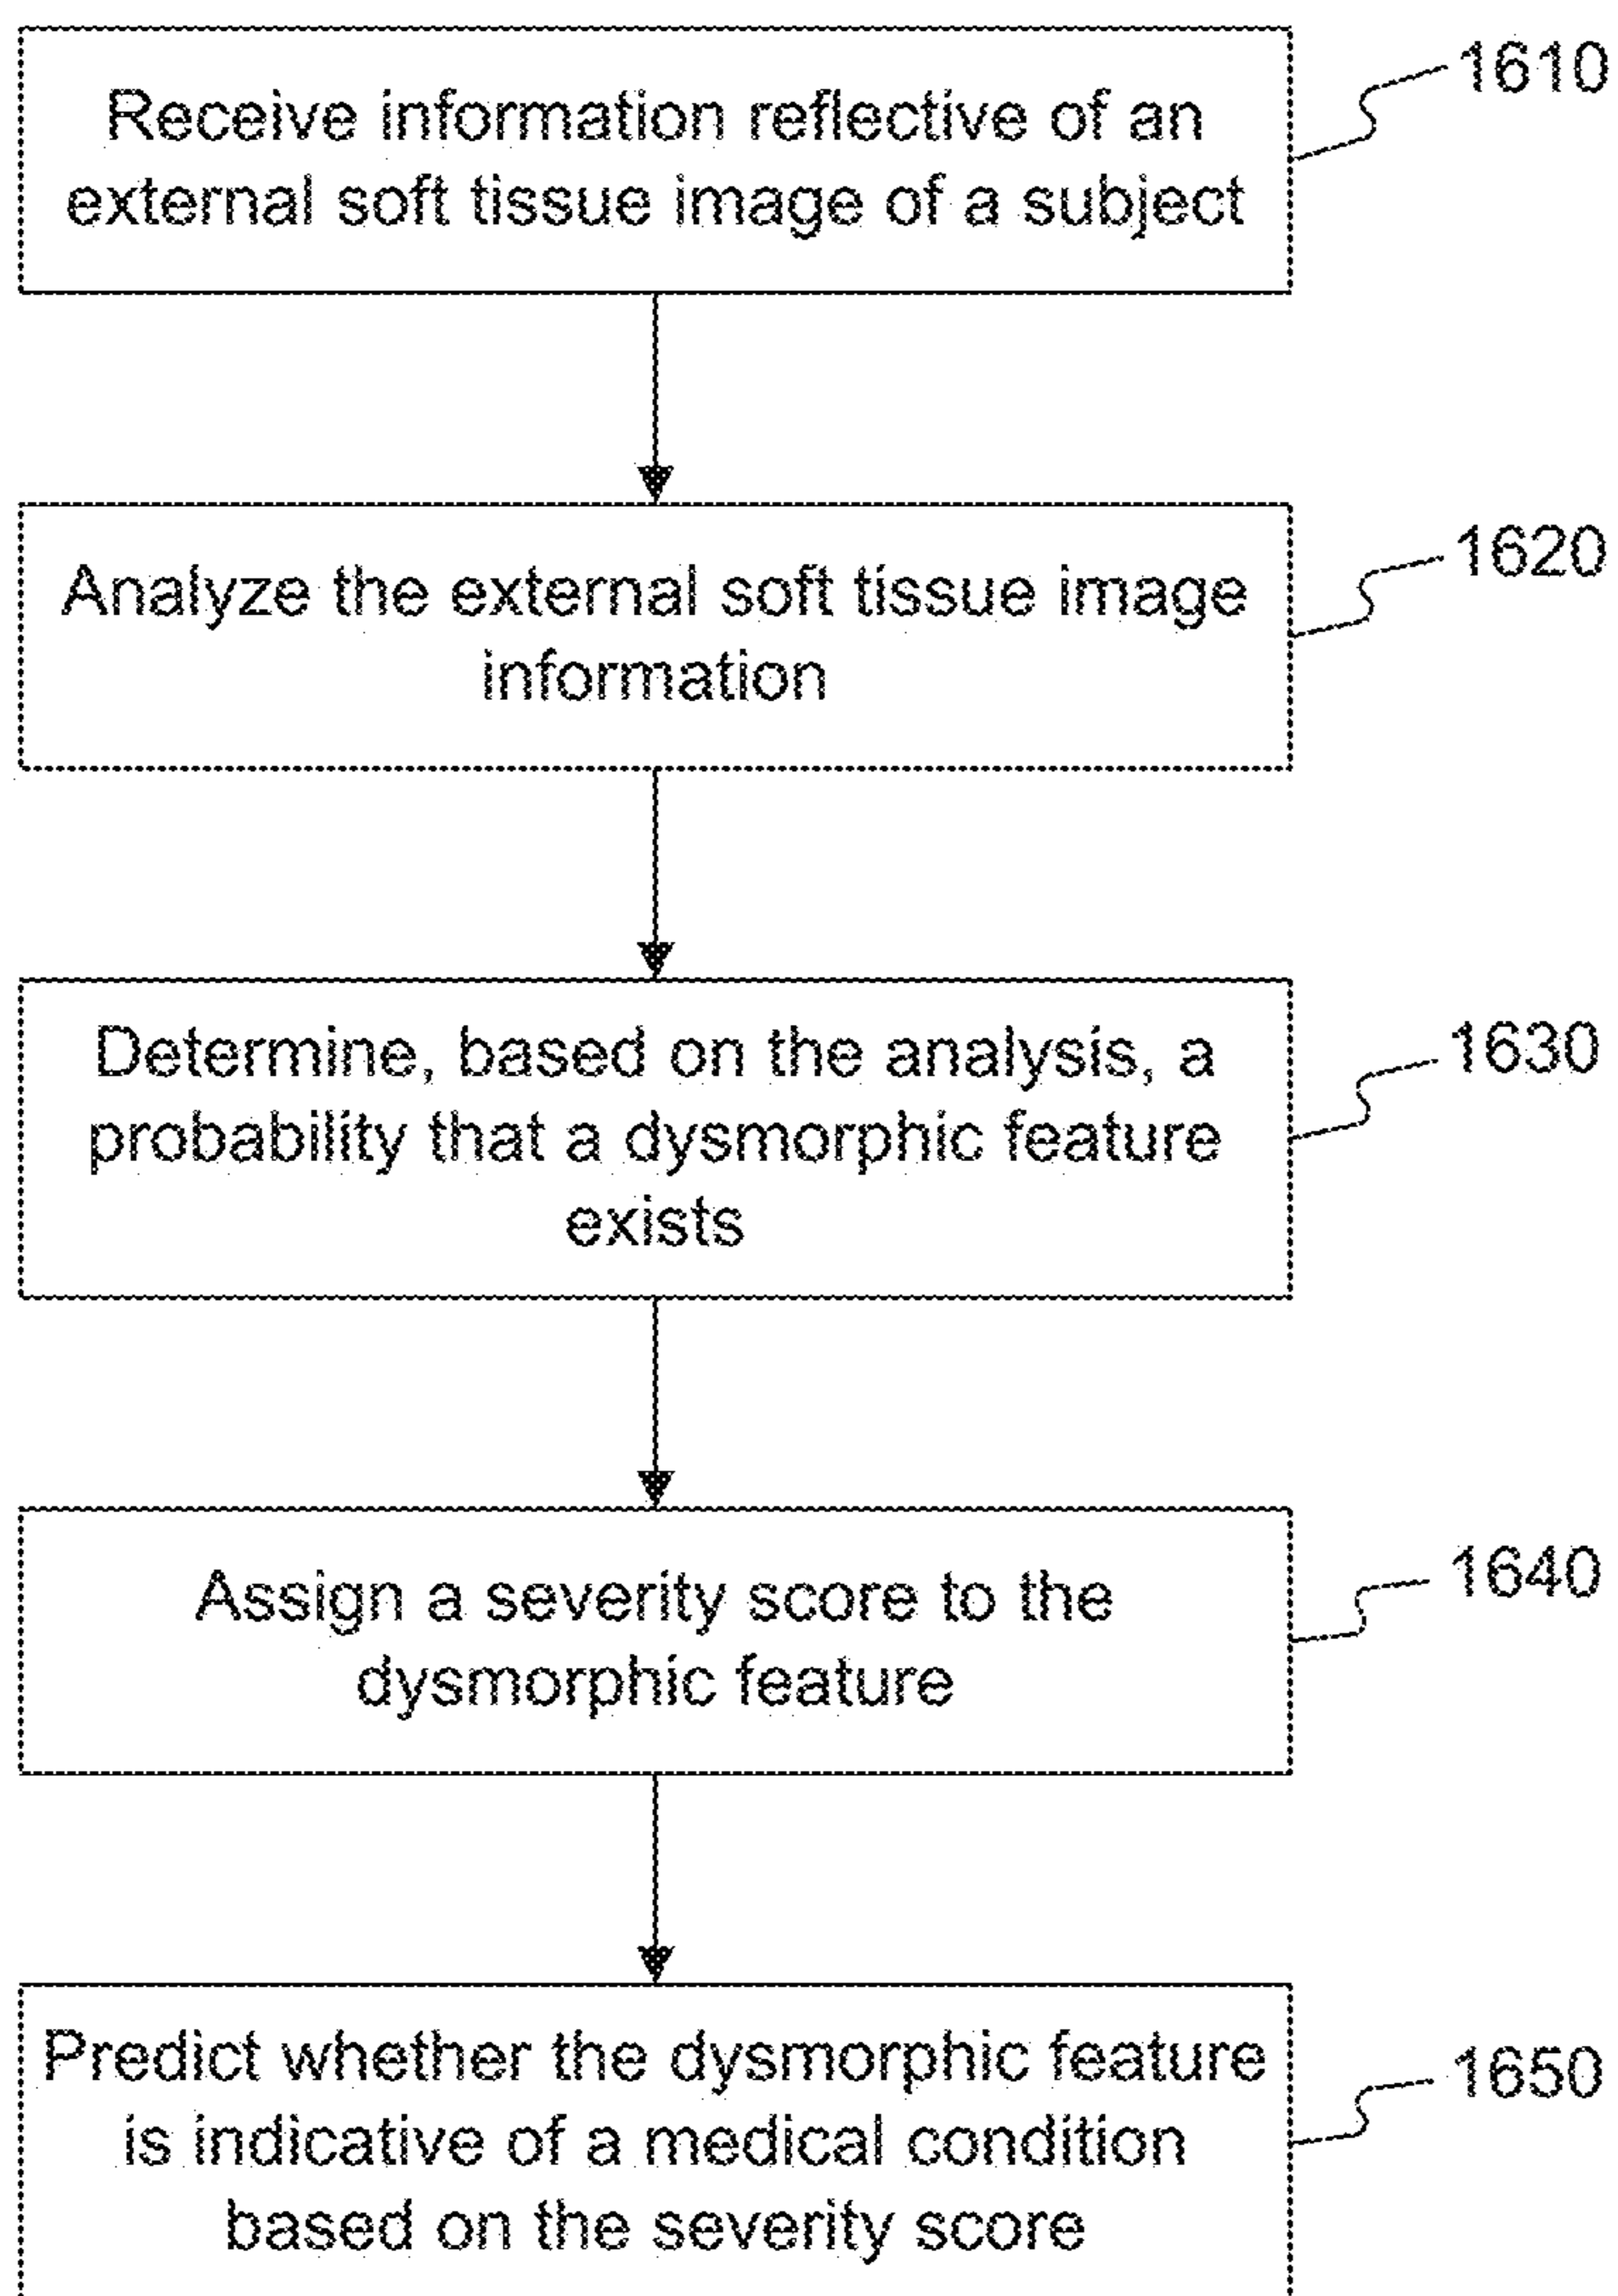 Receive information reflective of an
external soft tissue image of a subject
1610
Analyze the external soft tissue image
information
1620
Determine, based on the analysis, a
probability that a dysmorphic feature
exists
1630
Assign a severity score to the
dysmorphic feature
1640
Predict whether the dysmorphic feature
is indicative of a medical condition
based on the severity score
1650